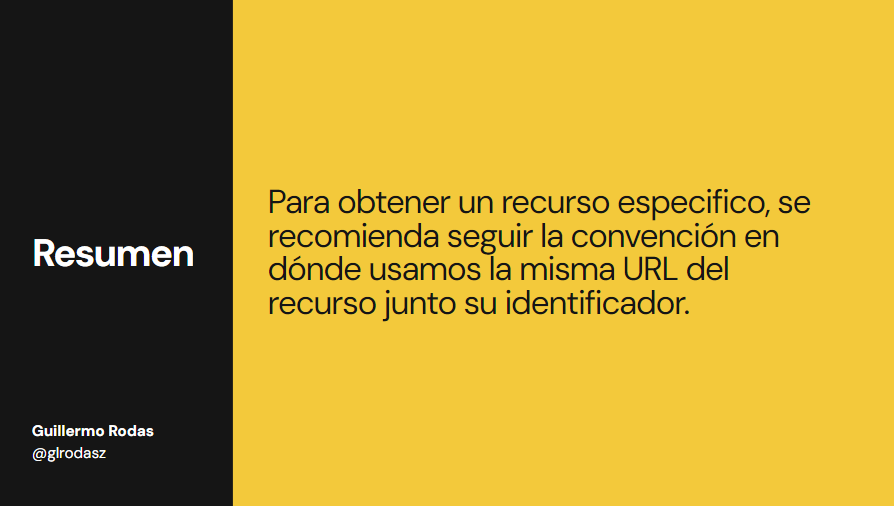 Resumen
Guillermo Rodas
@glrodasz
Para obtener un recurso especifico, se
recomienda seguir la convención en
dónde usamos la misma URL del
recurso junto su identificador.